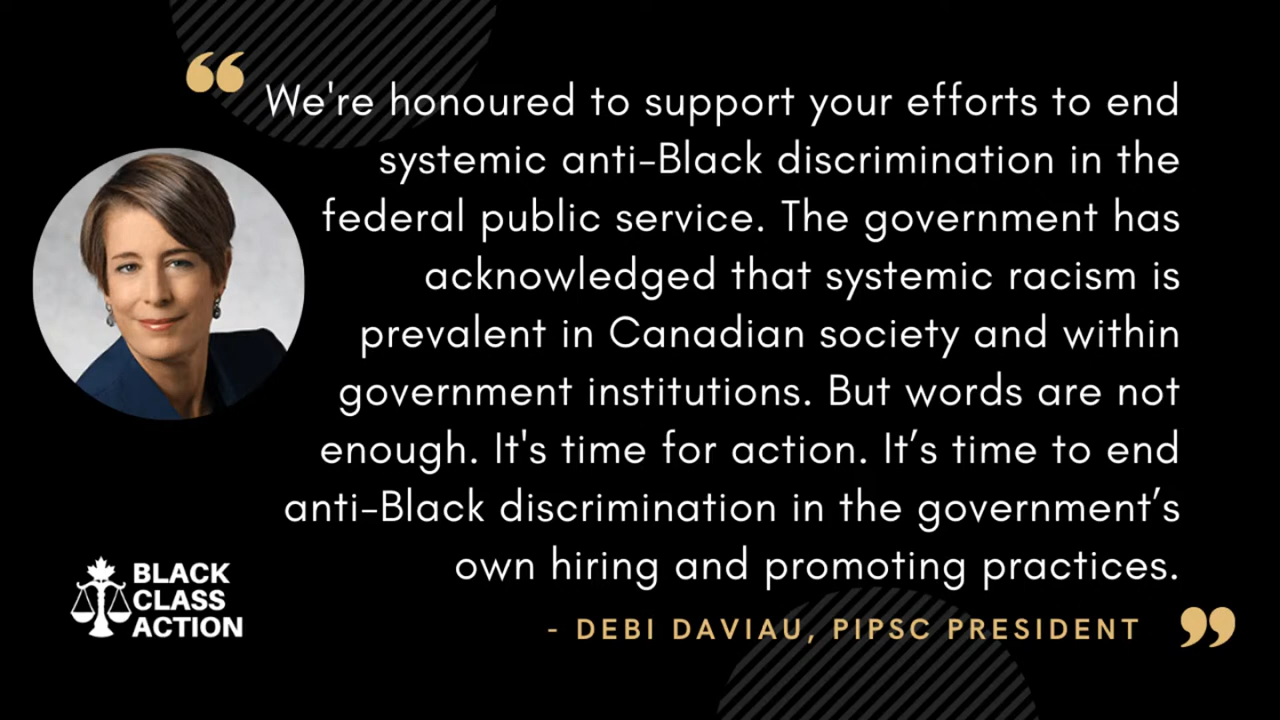 “
We're honoured to support your efforts to end
systemic anti-Black discrimination in the
federal public service. The government has
acknowledged that systemic racism is
prevalent in Canadian society and within
government institutions. But words are not
enough. It's time for action. It’s time to end
anti-Black discrimination in the government’s
own hiring and promoting practices.
- DEBI DAVIAU, PIPSC PRESIDENT
”
BLACK
CLASS
ACTION